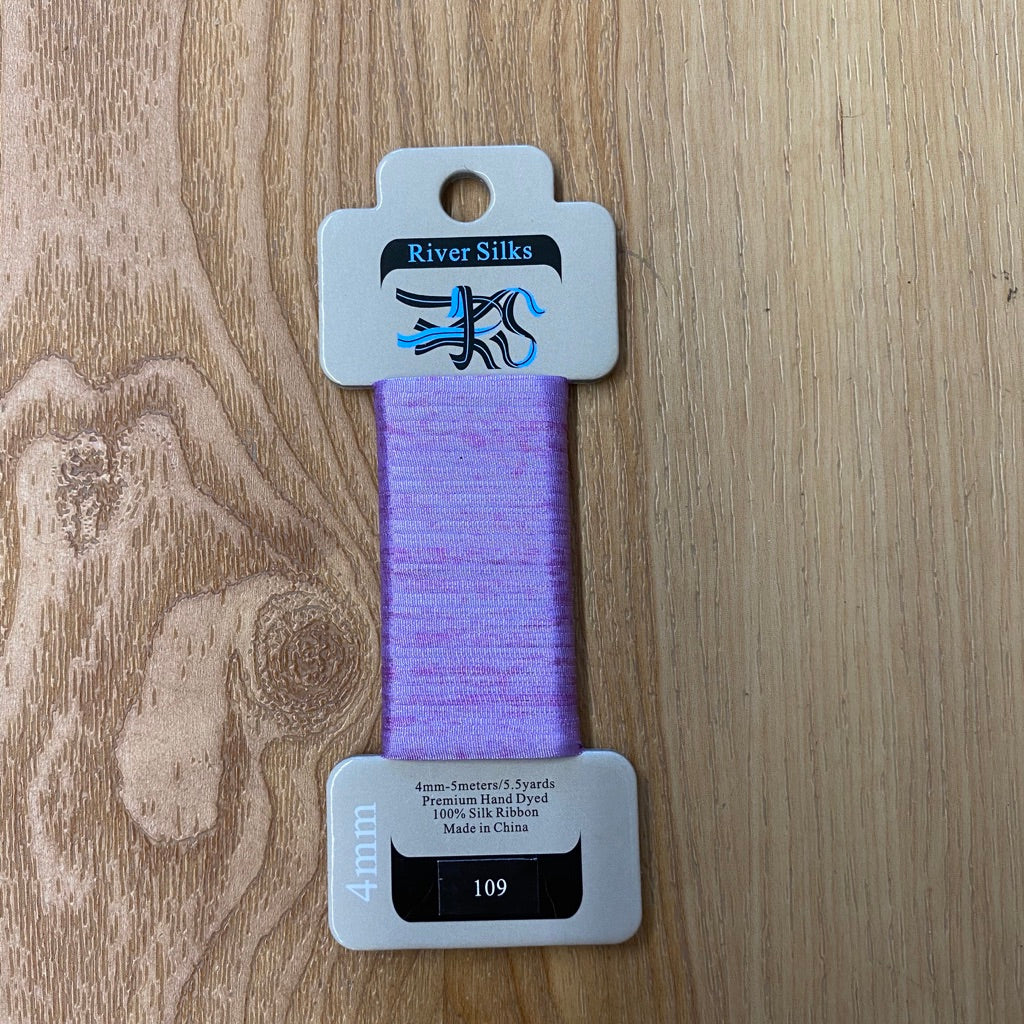 River Silks
4mm-5meters/5.5yards
Premium Hand Dyed
100% Silk Ribbon
Made in China
4mm
109